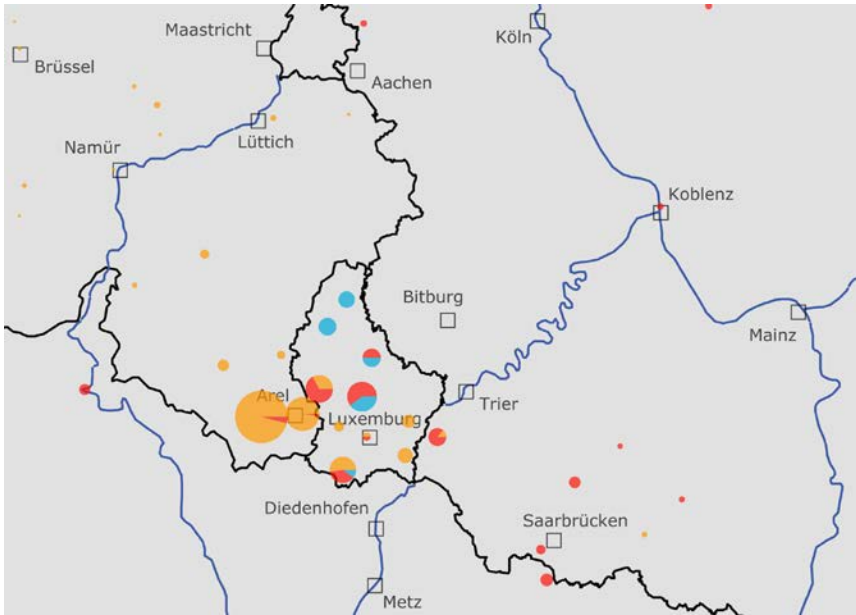 Maastricht
Köln
Brüssel
Aachen
Lüttich
Namür
Koblenz
Bitburg
Mainz
Arel
Trier
Luxemburg
Diedenhofen
Saarbrücken
Metz